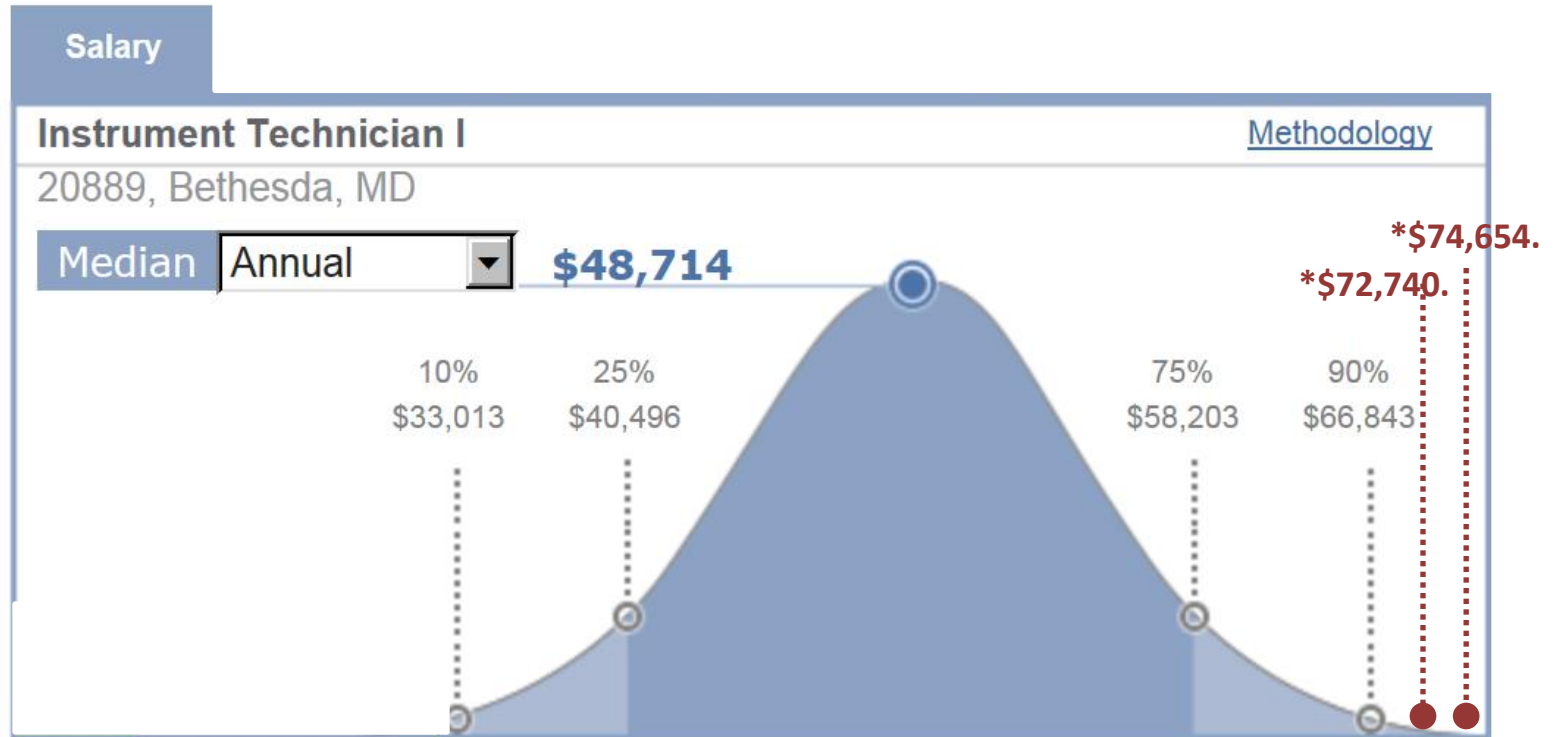 Salary
Instrument Technician I
Methodology
20889, Bethesda, MD
*$74,654.
Median Annual $48,714
*$72,740.
10% 25% 75% 90%
$33,013 $40,496 $58,203 $66,843